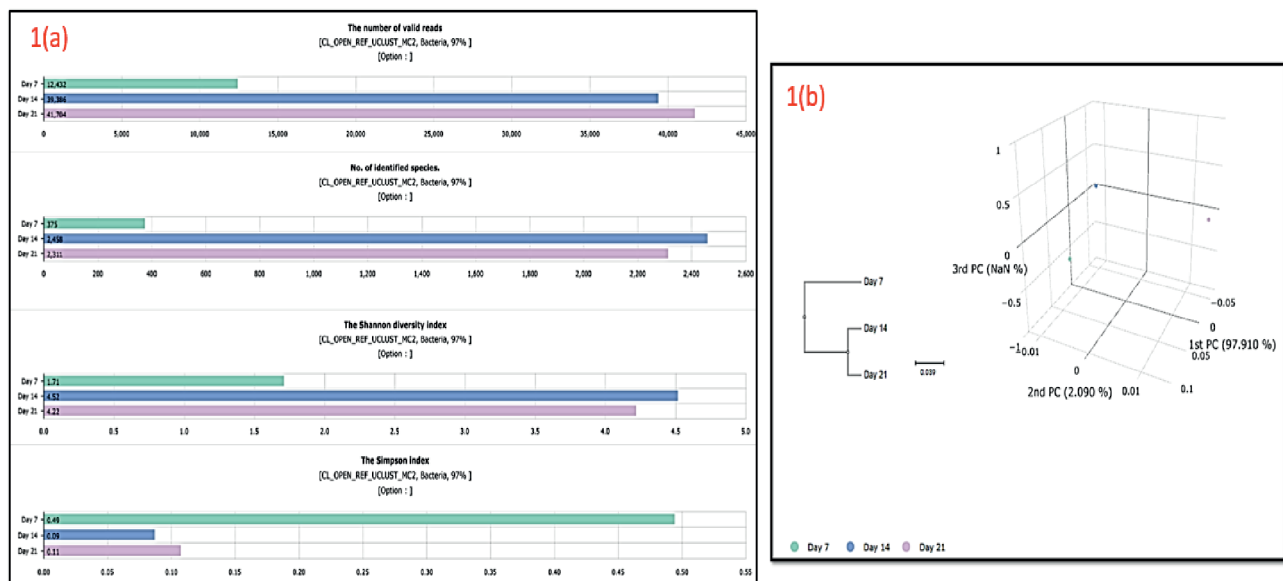 1(a)
The number of valid reads
[CL_OPEN_REF_UCLUST_MC2, Bacteria, 97% ]
[Option : ]
Day 7 12,432
Day 14 39,386
Day 21 41,704
0 5,000 10,000 15,000 20,000 25,000 30,000 35,000 40,000 45,000
No. of identified species.
[CL_OPEN_REF_UCLUST_MC2, Bacteria, 97% ]
[Option : ]
Day 7 375
Day 14 2,458
Day 21 2,311
0 200 400 600 800 1,000 1,200 1,400 1,600 1,800 2,000 2,200 2,400 2,600
The Shannon diversity index
[CL_OPEN_REF_UCLUST_MC2, Bacteria, 97% ]
[Option : ]
Day 7 1.71
Day 14 4.52
Day 21 4.22
0.0 0.5 1.0 1.5 2.0 2.5 3.0 3.5 4.0 4.5 5.0
The Simpson index
[CL_OPEN_REF_UCLUST_MC2, Bacteria, 97% ]
[Option : ]
Day 7 0.49
Day 14 0.09
Day 21 0.11
0.00 0.05 0.10 0.15 0.20 0.25 0.30 0.35 0.40 0.45 0.50 0.55
1(b)
1
0.5
0
3rd PC (NaN %)
−0.5
−1
−0.01
0
2nd PC (2.090 %)
0.01
−0.05
0
1st PC (97.910 %)
0.05
0.1
Day 7
Day 14
Day 21
0.039
Day 7 Day 14 Day 21